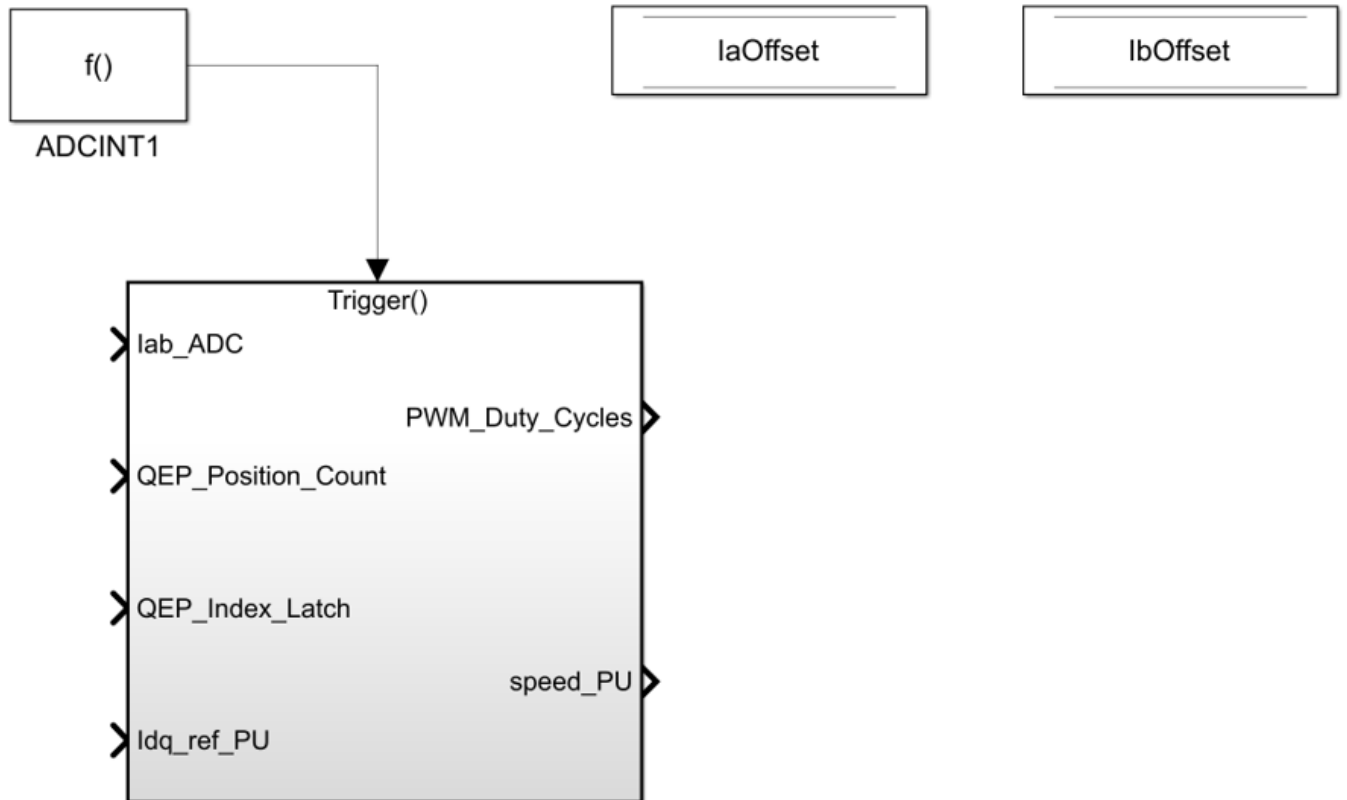 f()
ADCINT1
IaOffset
IbOffset
Trigger()
Iab_ADC
PWM_Duty_Cycles
QEP_Position_Count
QEP_Index_Latch
speed_PU
Idq_ref_PU